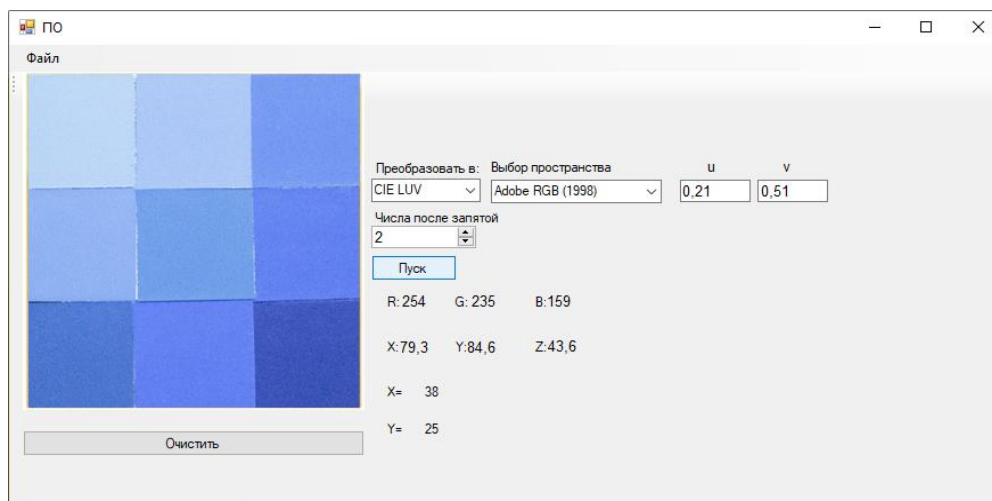 ПО
Файл
Преобразовать в: Выбор пространства u v
CIE LUV Adobe RGB (1998) 0,21 0,51
Числа после запятой
2
Пуск
R: 254 G: 235 B:159
X:79,3 Y:84,6 Z:43,6
X= 38
Y= 25
Очистить